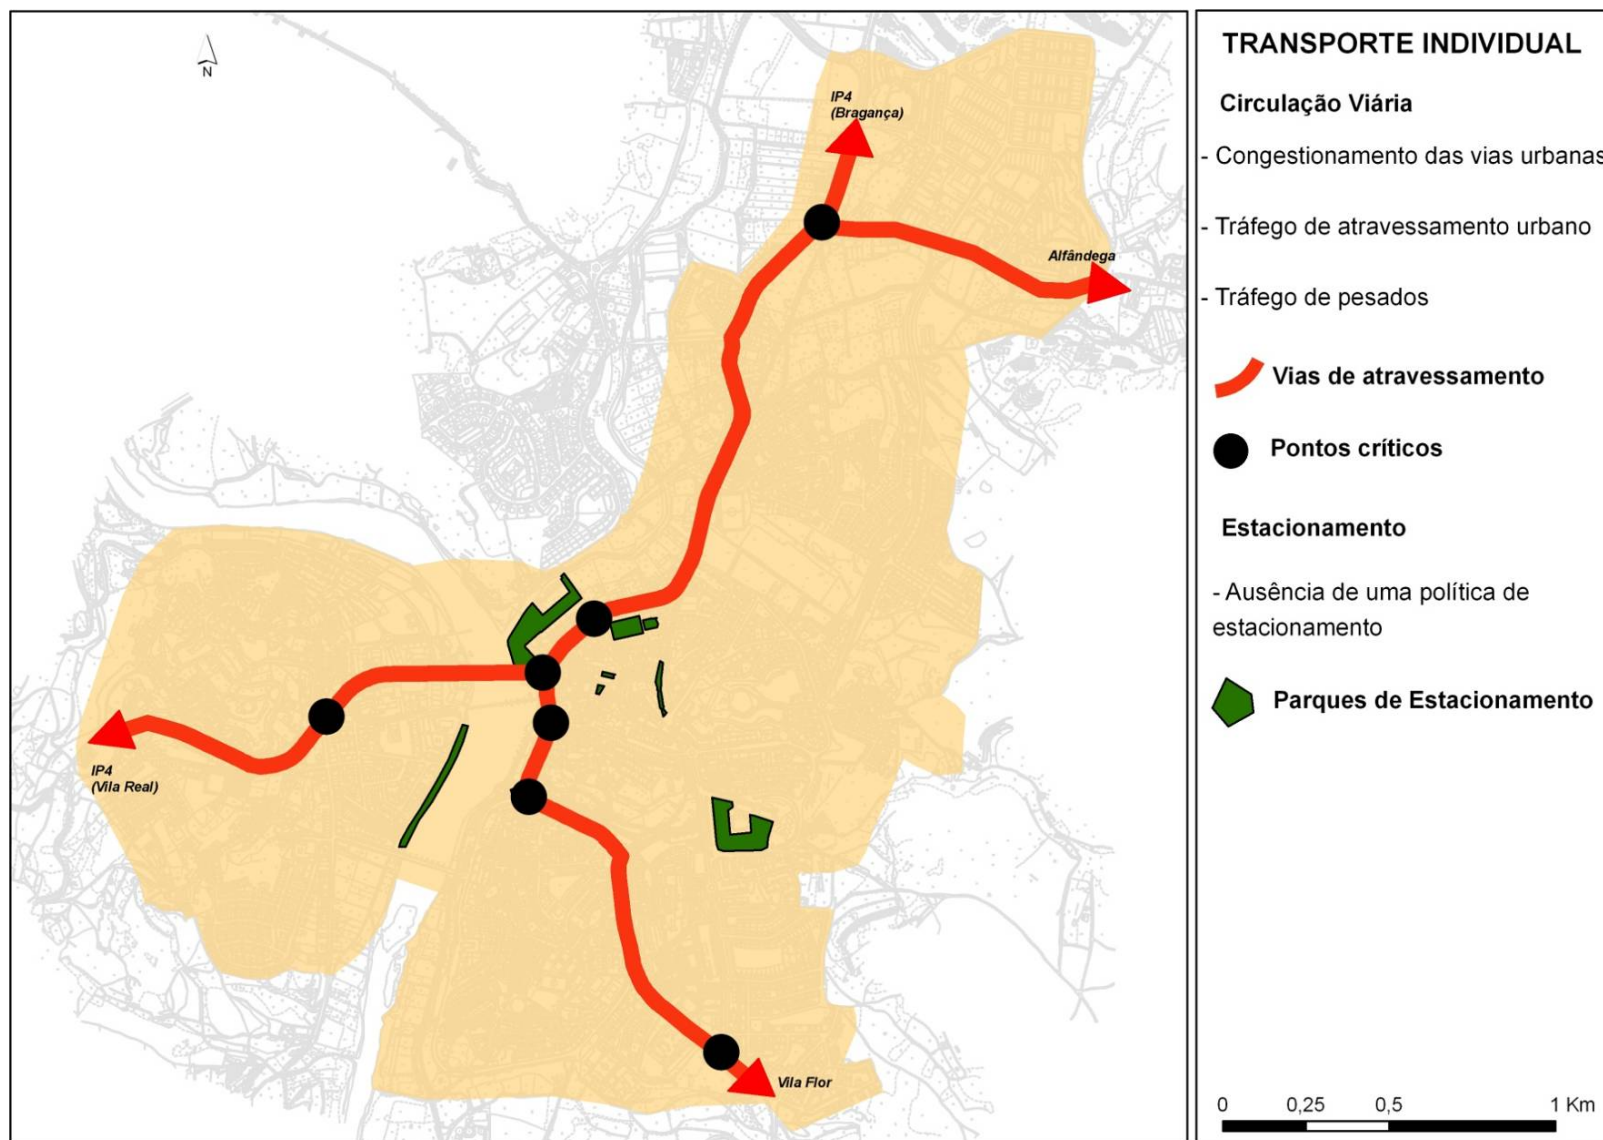 N
IP4
(Bragança)
Alfândega
IP4
(Vila Real)
Vila Flor
TRANSPORTE INDIVIDUAL
Circulação Viária
- Congestionamento das vias urbanas
- Tráfego de atravessamento urbano
- Tráfego de pesados
Vias de atravessamento
Pontos críticos
Estacionamento
- Ausência de uma política de
estacionamento
Parques de Estacionamento
0 0,25 0,5 1 Km